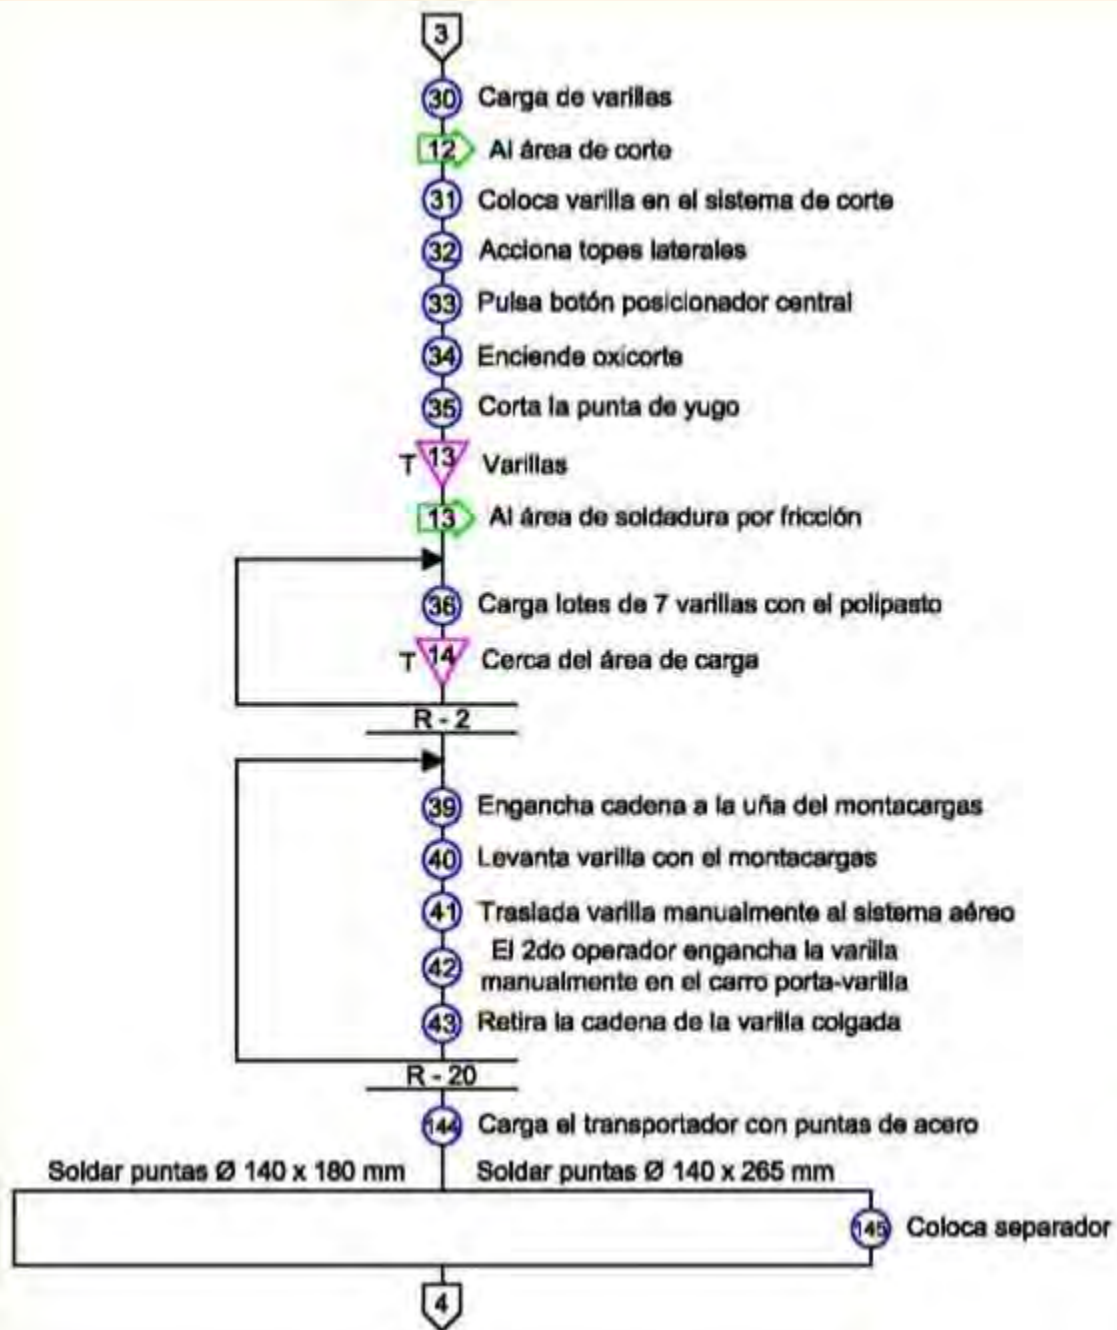 3
30 Carga de varillas
12 Al área de corte
31 Coloca varilla en el sistema de corte
32 Acciona topes laterales
33 Pulsa botón posicionador central
34 Enciende oxicorte
35 Corta la punta de yugo
T 13 Varillas
13 Al área de soldadura por fricción
36 Carga lotes de 7 varillas con el polipasto
T 14 Cerca del área de carga
R - 2
39 Engancha cadena a la uña del montacargas
40 Levanta varilla con el montacargas
41 Traslada varilla manualmente al sistema aéreo
El 2do operador engancha la varilla
42 manualmente en el carro porta-varilla
43 Retira la cadena de la varilla colgada
R - 20
144 Carga el transportador con puntas de acero
Soldar puntas Ø 140 x 180 mm Soldar puntas Ø 140 x 265 mm
145 Coloca separador
4